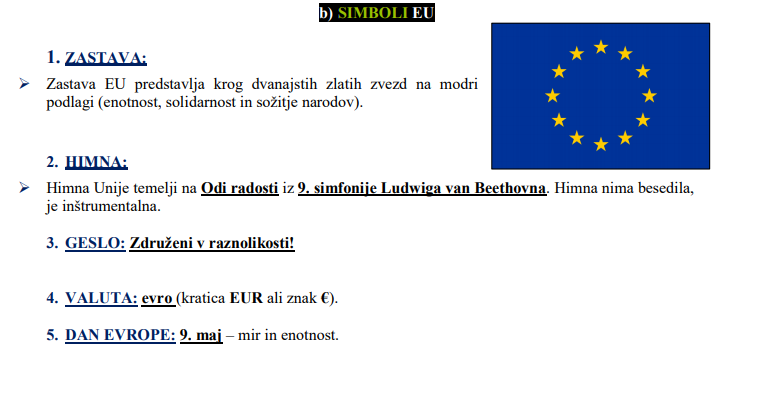 b) SIMBOLI EU
1. ZASTAVA:
➢ Zastava EU predstavlja krog dvanajstih zlatih zvezd na modri
podlagi (enotnost, solidarnost in sožitje narodov).
2. HIMNA:
➢ Himna Unije temelji na Odi radosti iz 9. simfonije Ludwiga van Beethovna. Himna nima besedila,
je inštrumentalna.
3. GESLO: Združeni v raznolikosti!
4. VALUTA: evro (kratica EUR ali znak €).
5. DAN EVROPE: 9. maj – mir in enotnost.